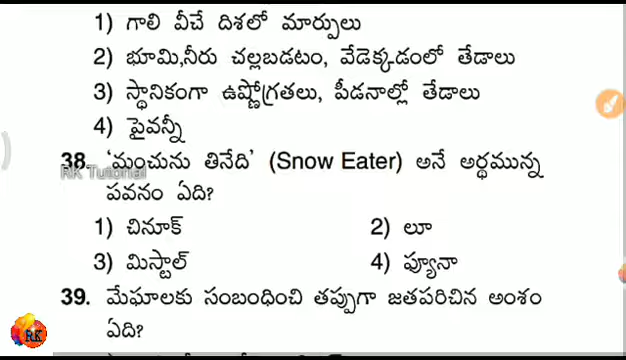 1) గాలి వీచే దిశలో మార్పులు
2) భూమి,నీరు చల్లబడటం, వేడెక్కడంలో తేడాలు
3) స్థానికంగా ఉష్ణోగ్రతలు, పీడనాల్లో తేడాలు
4) పైవన్నీ
38. 'మంచును తినేది' (Snow Eater) అనే అర్థమున్న
RK Tutorial
పవనం ఏది?
1) చినూక్ 2) లూ
3) మిస్ట్రాల్ 4) ఫ్యూనా
39. మేఘాలకు సంబంధించి తప్పుగా జతపరిచిన అంశం
ఏది?
RK